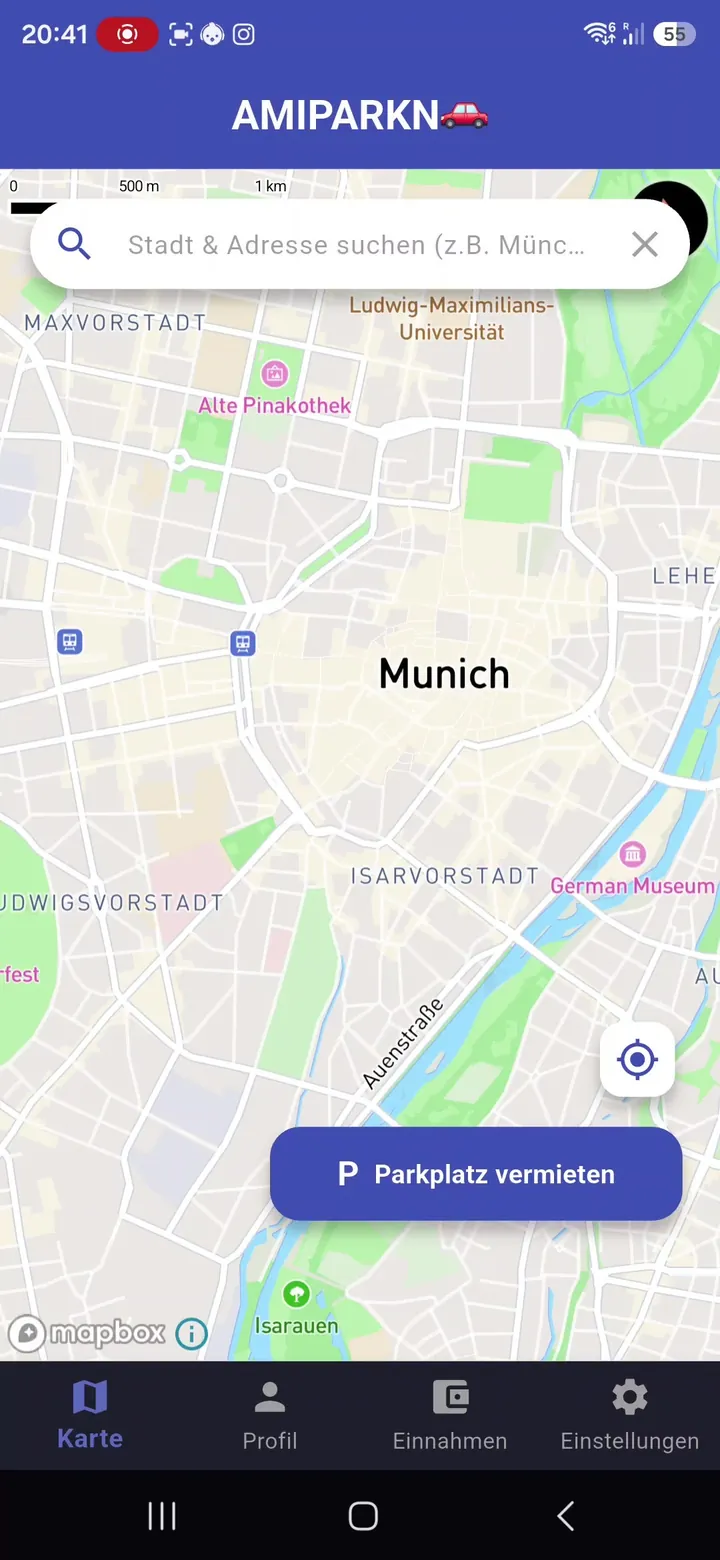 20:41
6
R
55
AMIPARKN🚗
0 500 m 1 km
Stadt & Adresse suchen (z.B. Münc...
Ludwig-Maximilians-
Universität
MAXVORSTADT
Alte Pinakothek
LEHE
Munich
ISARVORSTADT
German Museum
UDWIGSVORSTADT
rfest
AU
Auenstraße
P Parkplatz vermieten
Isarauen
mapbox
Karte
Profil
Einnahmen
Einstellungen